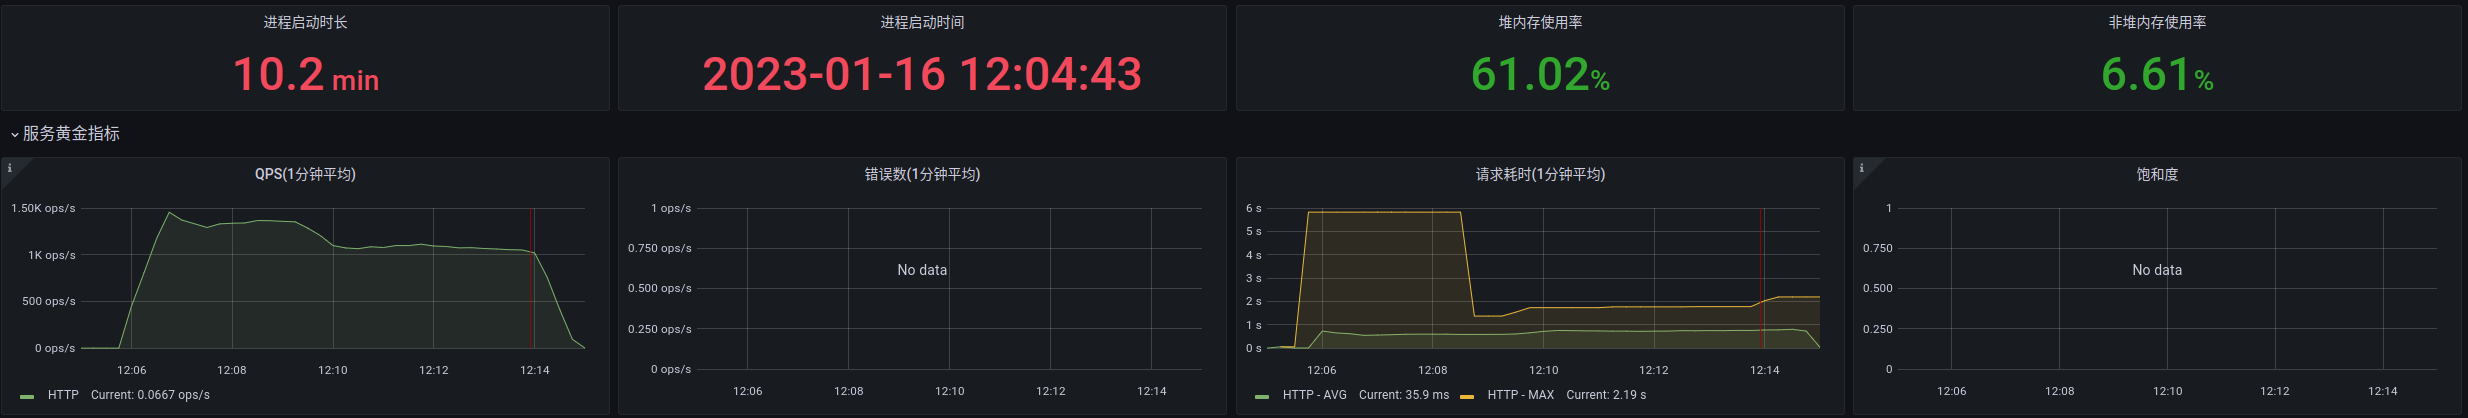 进程启动时长
10.2 min
进程启动时间
2023-01-16 12:04:43
堆内存使用率
61.02%
非堆内存使用率
6.61%
服务黄金指标
i
QPS(1分钟平均)
1.50K ops/s
1K ops/s
500 ops/s
0 ops/s
12:06
12:08
12:10
12:12
12:14
HTTP Current: 0.0667 ops/s
错误数(1分钟平均)
1 ops/s
0.750 ops/s
0.500 ops/s
0.250 ops/s
0 ops/s
No data
12:06
12:08
12:10
12:12
12:14
请求耗时(1分钟平均)
6 s
5 s
4 s
3 s
2 s
1 s
0 s
12:06
12:08
12:10
12:12
12:14
HTTP - AVG Current: 35.9 ms HTTP - MAX Current: 2.19 s
i
饱和度
1
0.750
0.500
0.250
0
No data
12:06
12:08
12:10
12:12
12:14